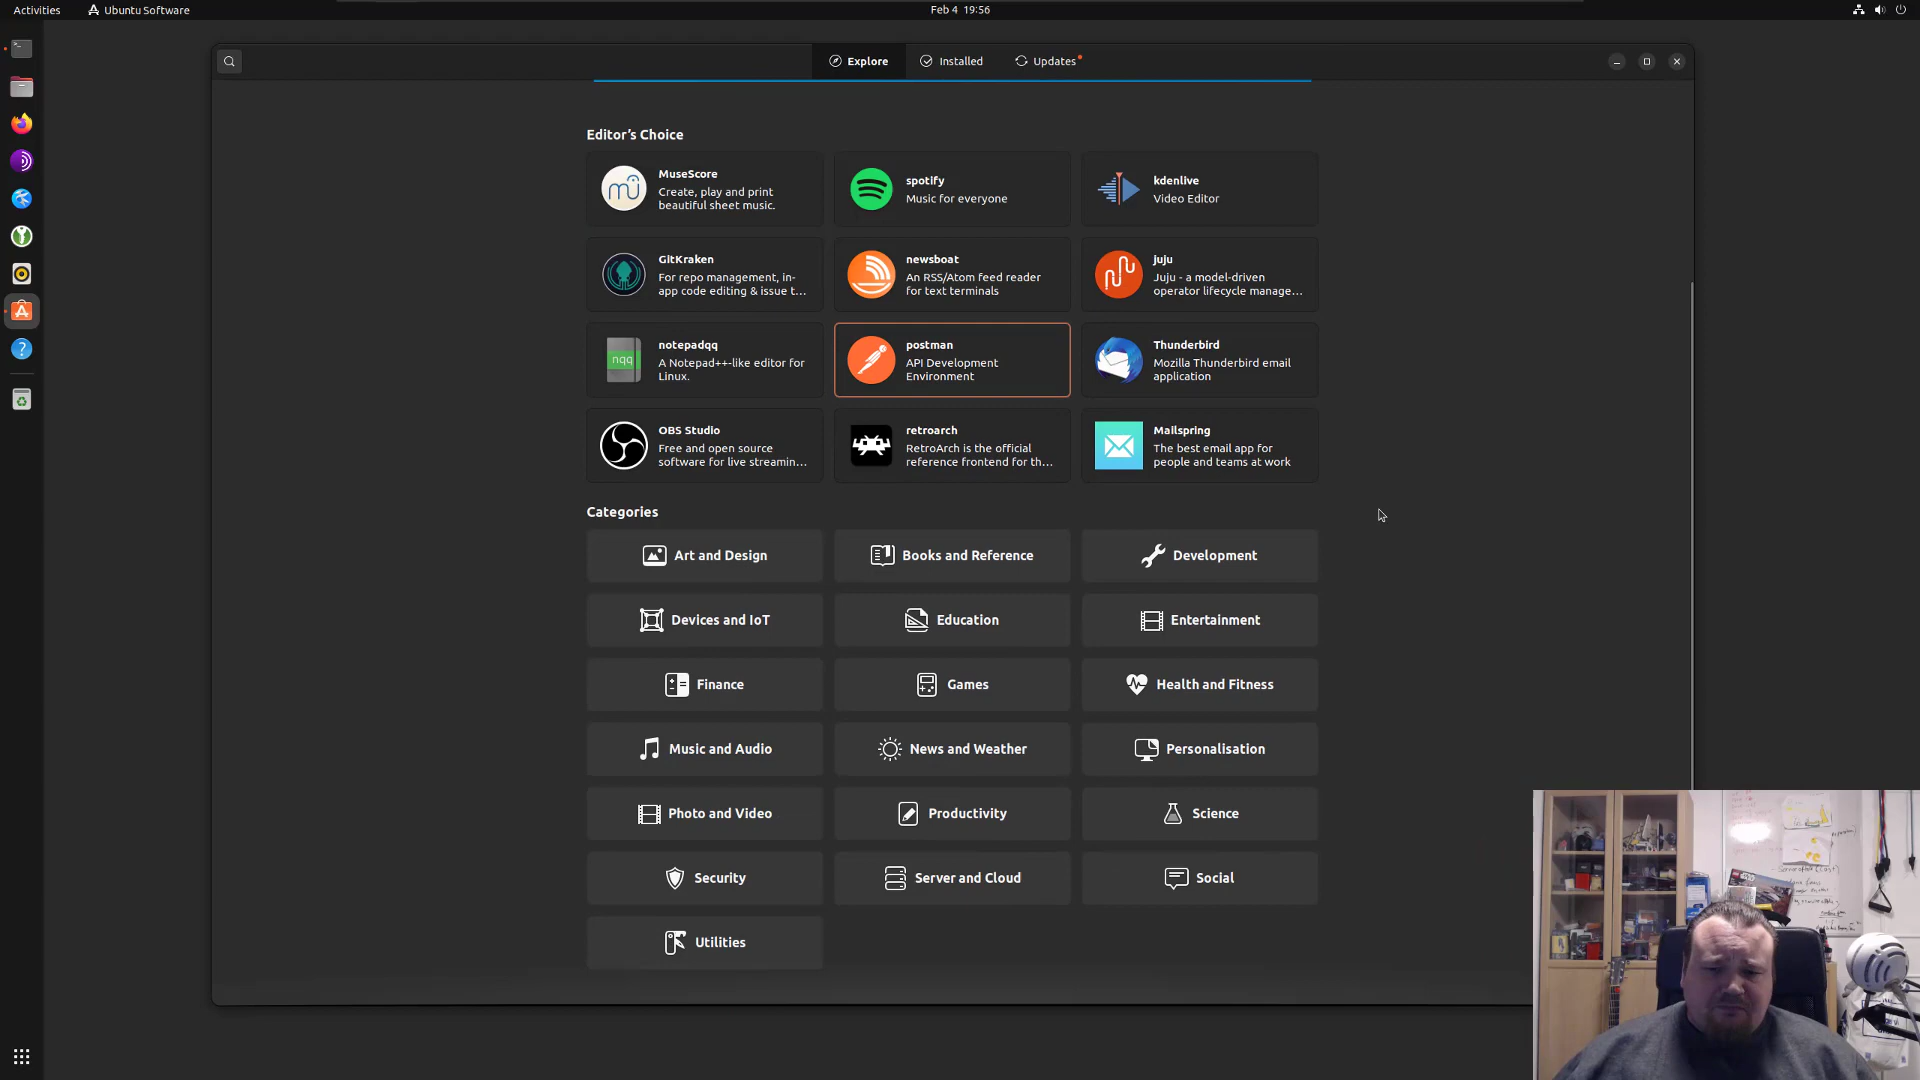 Activities
Ubuntu Software
Feb 4 19:56
Explore
Installed
Updates
Editor's Choice
MuseScore
Create, play and print
beautiful sheet music.
spotify
Music for everyone
kdenlive
Video Editor
GitKraken
For repo management, in-
app code editing & issue t...
newsboat
An RSS/Atom feed reader
for text terminals
juju
Juju - a model-driven
operator lifecycle manage...
nqq
notepadqq
A Notepad++-like editor for
Linux.
postman
API Development
Environment
Thunderbird
Mozilla Thunderbird email
application
OBS Studio
Free and open source
software for live streamin...
retroarch
RetroArch is the official
reference frontend for th...
Mailspring
The best email app for
people and teams at work
Categories
Art and Design
Books and Reference
Development
Devices and IoT
Education
Entertainment
Finance
Games
Health and Fitness
Music and Audio
News and Weather
Personalisation
Photo and Video
Productivity
Science
Security
Server and Cloud
Social
Utilities